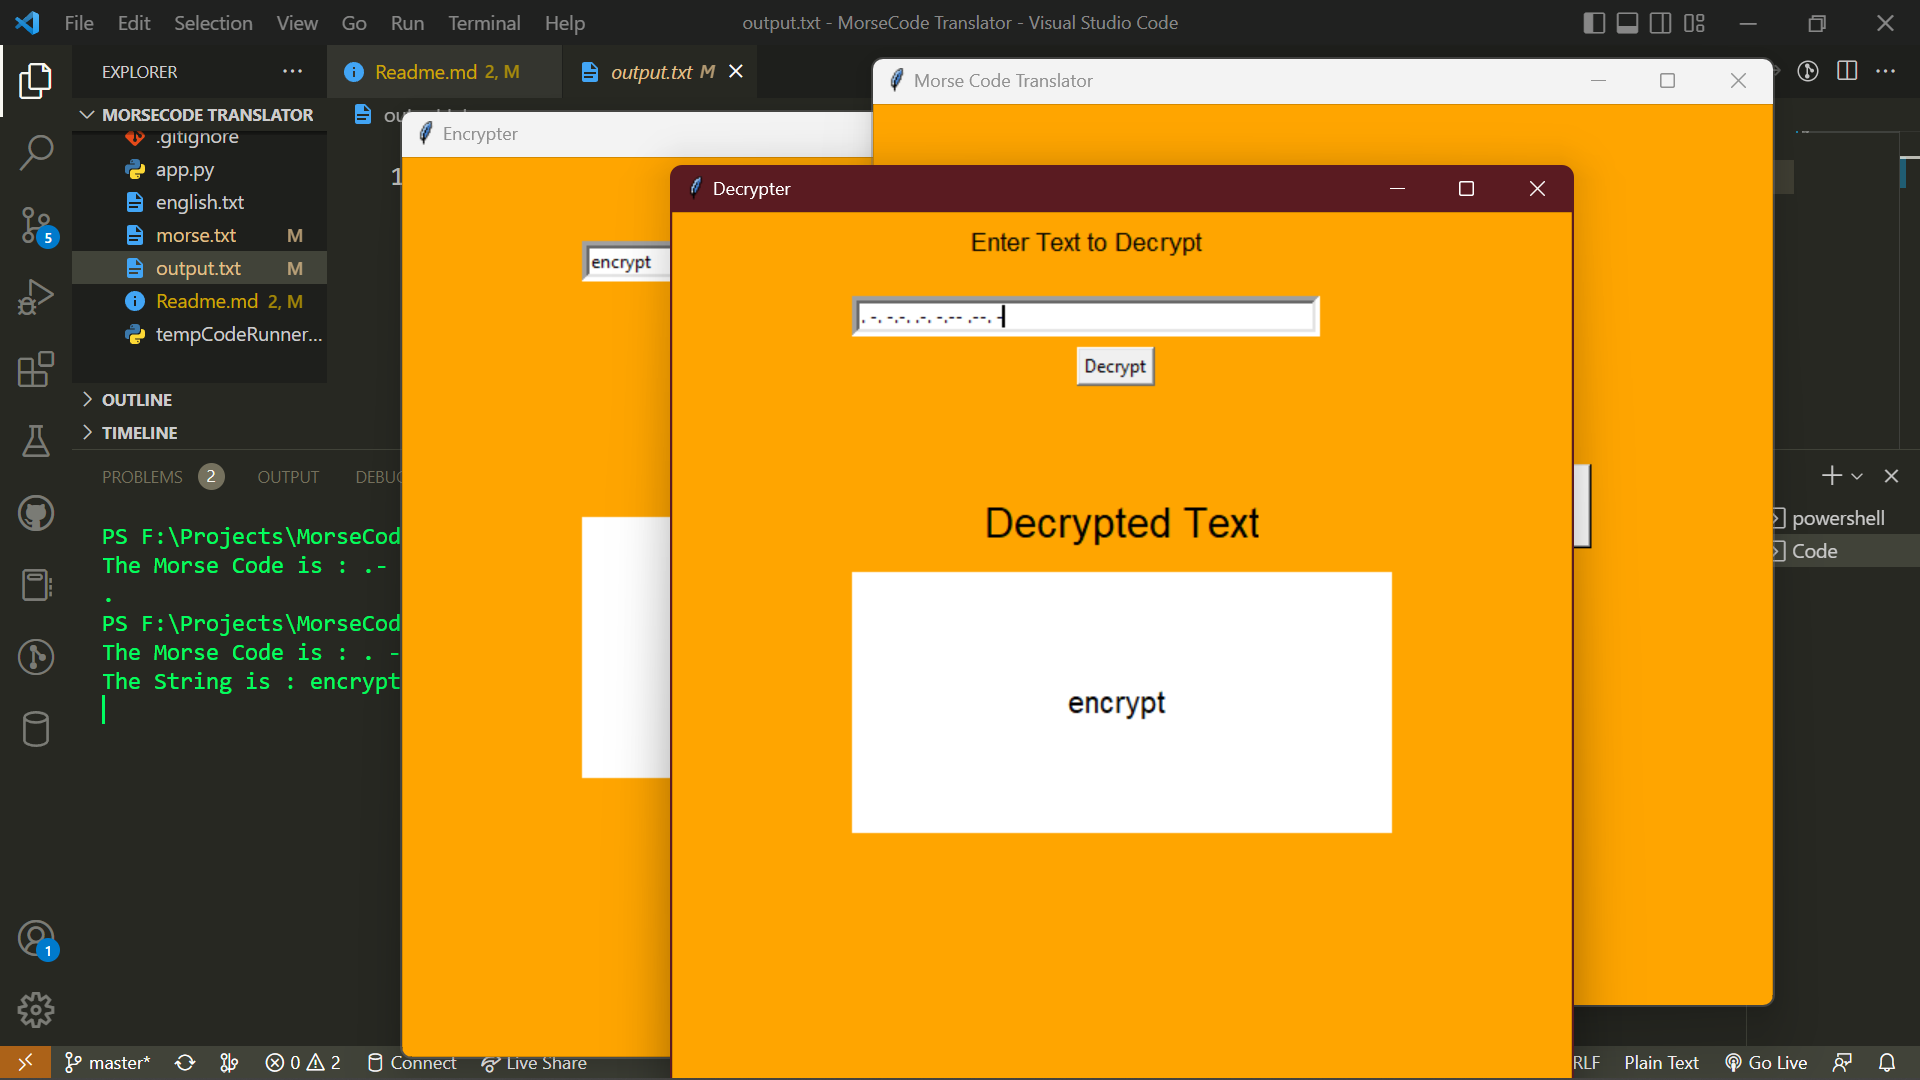 File Edit Selection View Go Run Terminal Help
output.txt - MorseCode Translator - Visual Studio Code
EXPLORER
Readme.md 2, M
output.txt M
MORSECODE TRANSLATOR
.gitignore
app.py
english.txt
morse.txt M
output.txt M
Readme.md 2, M
tempCodeRunner...
OUTLINE
TIMELINE
Morse Code Translator
Encrypter
1
encrypt
Decrypter
Enter Text to Decrypt
. -. -.-. .-. -.-- .--. -
Decrypt
Decrypted Text
encrypt
PROBLEMS 2 OUTPUT DEBUG
PS F:\Projects\MorseCod
The Morse Code is : .-
.
PS F:\Projects\MorseCod
The Morse Code is : . -
The String is : encrypt
powershell
Code
5
1
master* 0 2 Connect Live Share
RLF Plain Text Go Live